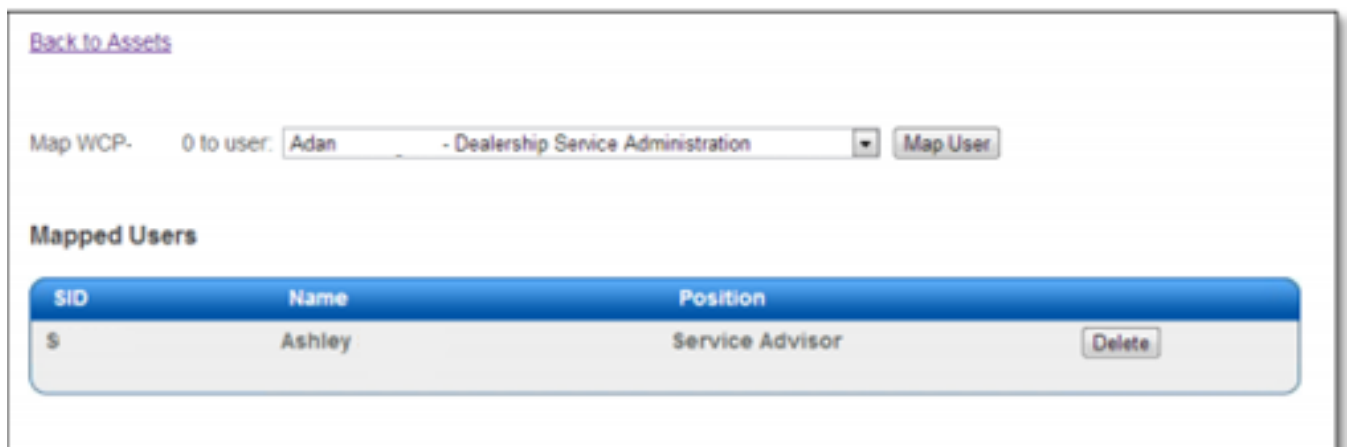 Back to Assets
Map WCP- 0 to user: Adan - Dealership Service Administration Map User
Mapped Users
SID Name Position
S Ashley Service Advisor Delete